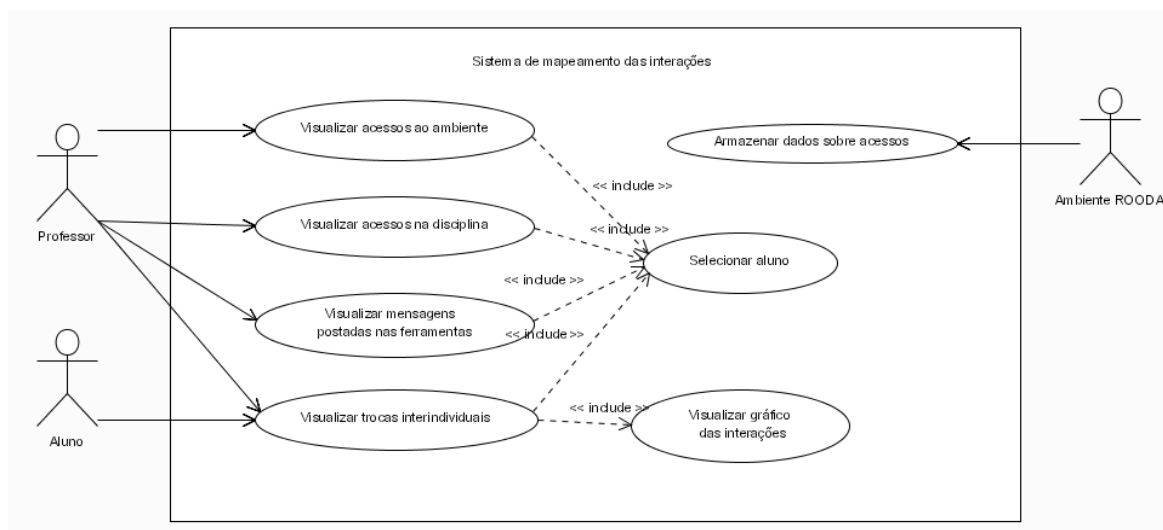 Sistema de mapeamento das interações
Visualizar acessos ao ambiente
Armazenar dados sobre acessos
<< include >>
Ambiente ROODA
Professor
Visualizar acessos na disciplina
<< include >>
Selecionar aluno
<< include >>
Visualizar mensagens
postadas nas ferramentas
<< include >>
Aluno
Visualizar trocas interindividuais
<< include >>
Visualizar gráfico
das interações